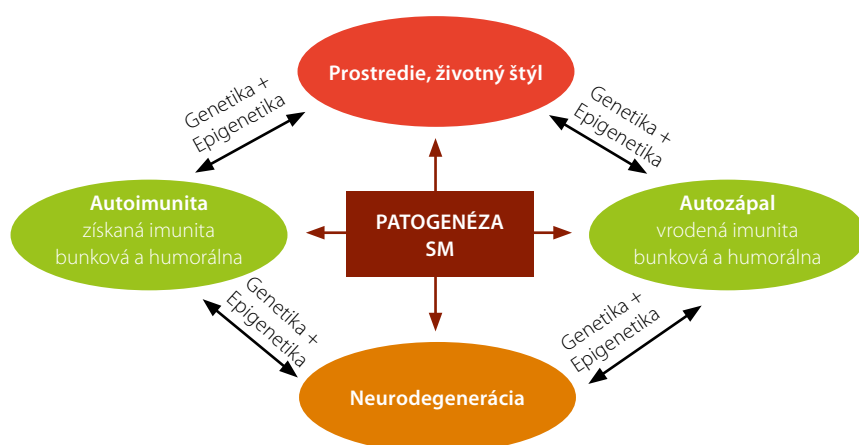 Prostredie, životný štýl
Genetika +
Epigenetika
Genetika +
Epigenetika
Autoimunita
získaná imunita
bunková a humorálna
PATOGENÉZA
SM
Autozápal
vrodená imunita
bunková a humorálna
Genetika +
Epigenetika
Genetika +
Epigenetika
Neurodegenerácia